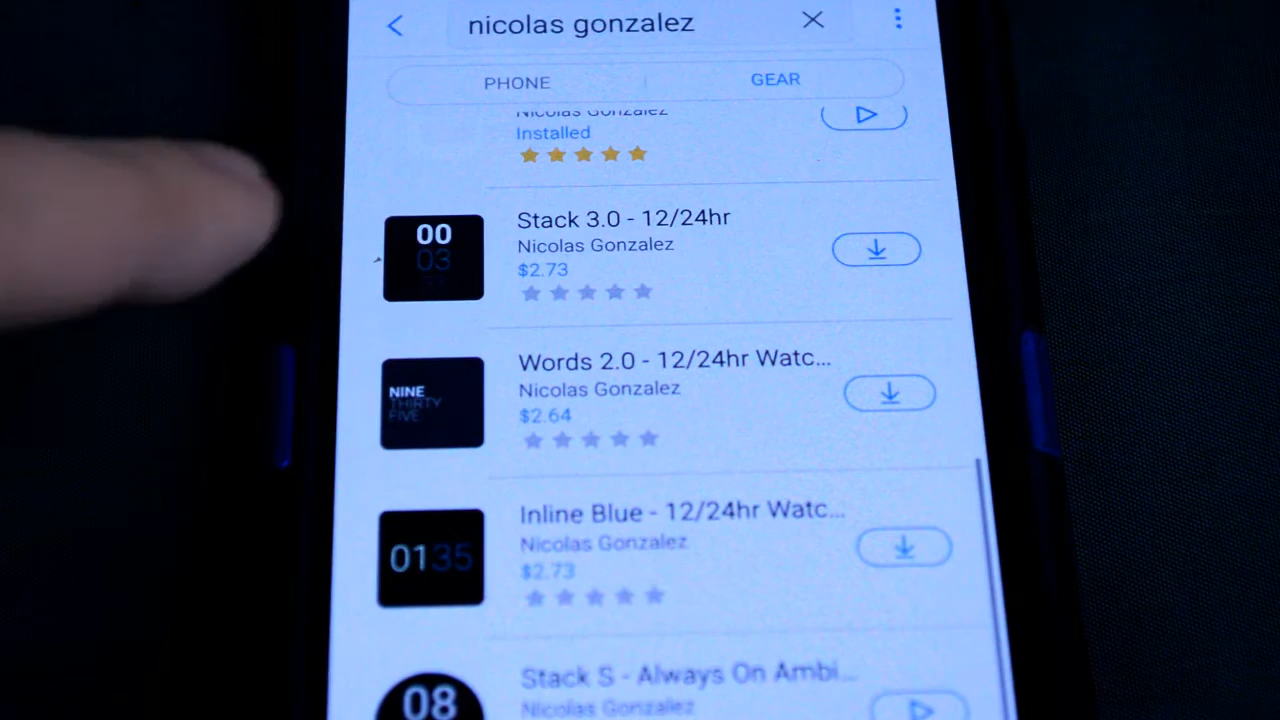 nicolas gonzalez
PHONE
GEAR
Nicolas Gonzalez
Installed
Stack 3.0 - 12/24hr
Nicolas Gonzalez
$2.73
00
03
Words 2.0 - 12/24hr Watc...
Nicolas Gonzalez
$2.64
NINE
THIRTY
FIVE
Inline Blue - 12/24hr Watc...
Nicolas Gonzalez
$2.73
0135
Stack S - Always On Ambi...
Nicolas Gonzalez
08